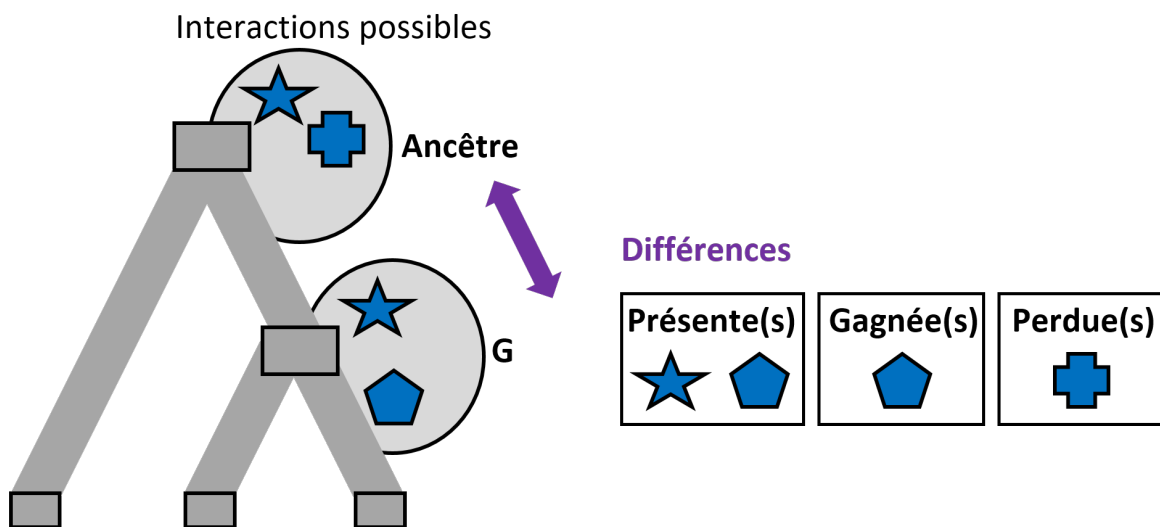 Interactions possibles
Ancêtre
G
Différences
Présente(s)
Gagnée(s)
Perdue(s)